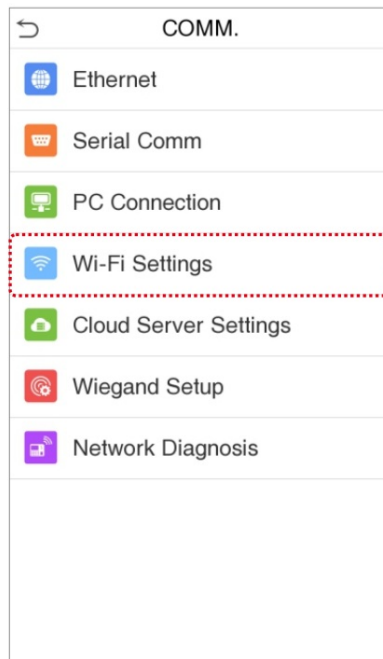 COMM.
Ethernet
Serial Comm
PC Connection
Wi-Fi Settings
Cloud Server Settings
Wiegand Setup
Network Diagnosis